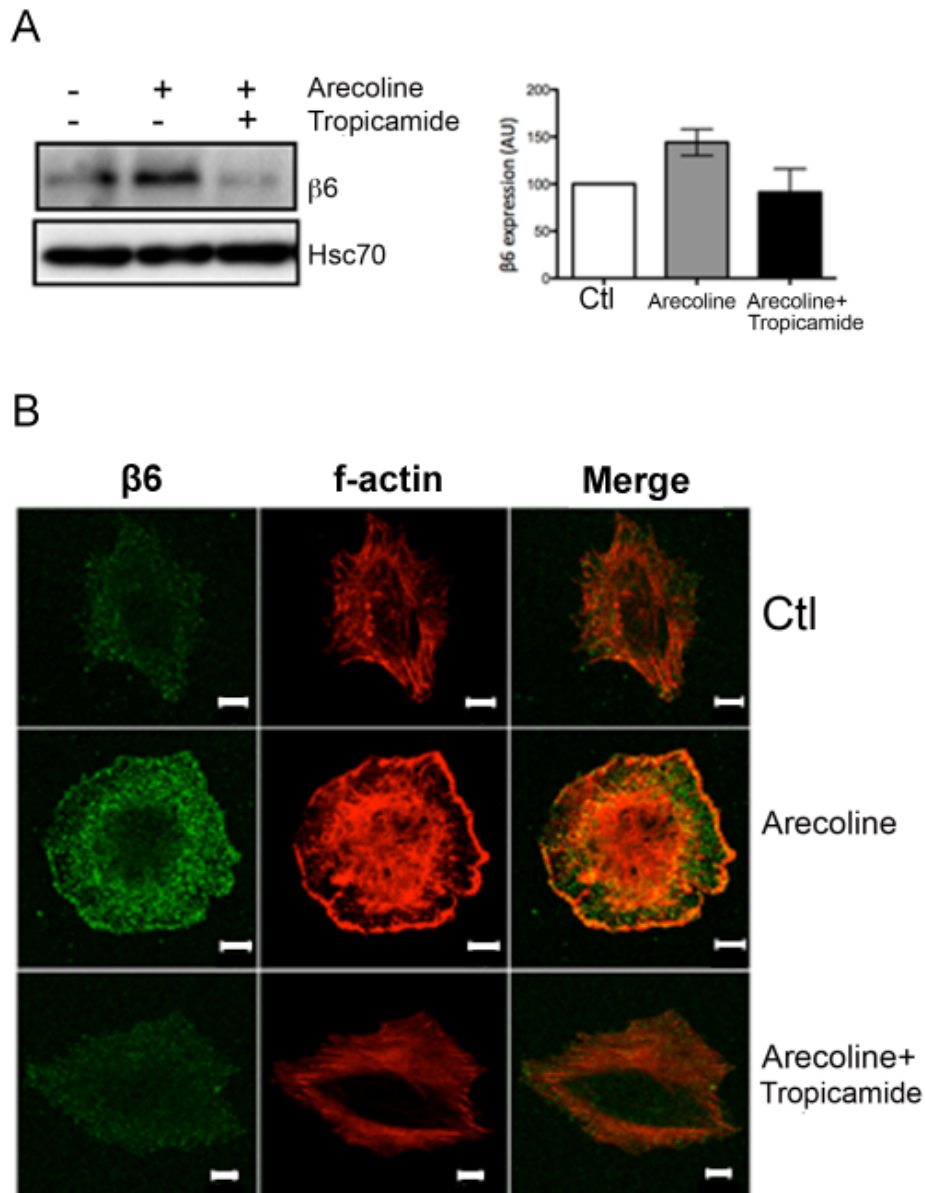 A
- + + Arecoline
- - + Tropicamide
β6
Hsc70
β6 expression (AU)
200
150
100
50
0
Ctl
Arecoline
Arecoline+
Tropicamide
B
β6 f-actin Merge
Ctl
Arecoline
Arecoline+
Tropicamide